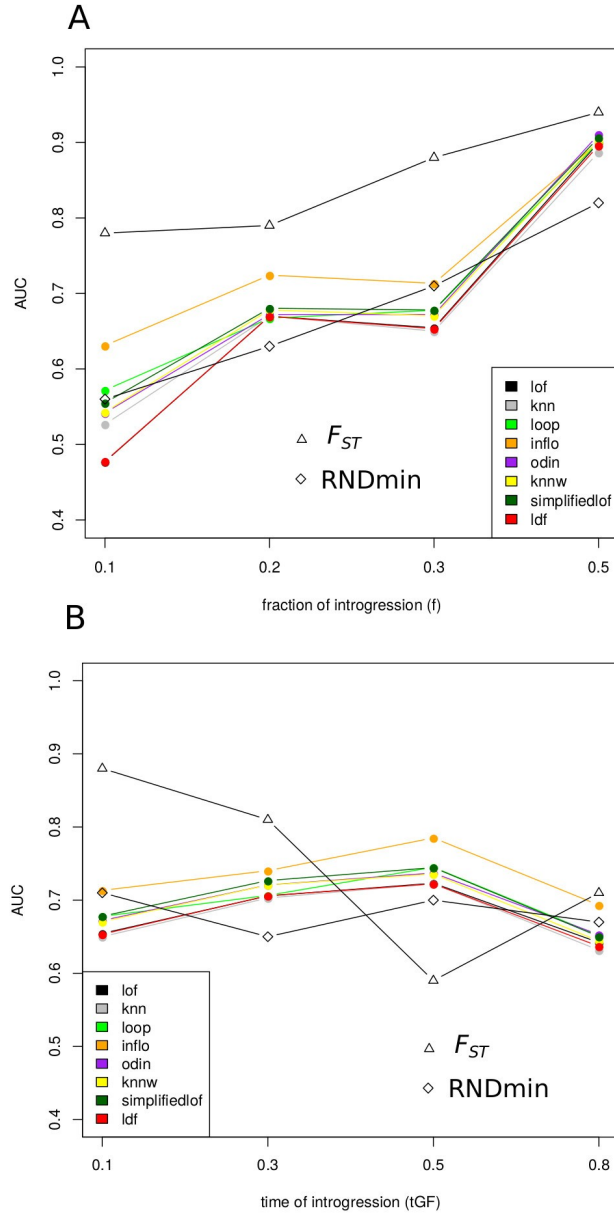 A
1.0
0.9
0.8
0.7
0.6
0.5
0.4
AUC
F_ST
RNDmin
lof
knn
loop
inflo
odin
knnw
simplifiedlof
ldf
0.1 0.2 0.3 0.5
fraction of introgression (f)
B
1.0
0.9
0.8
0.7
0.6
0.5
0.4
AUC
lof
knn
loop
inflo
odin
knnw
simplifiedlof
ldf
F_ST
RNDmin
0.1 0.3 0.5 0.8
time of introgression (tGF)